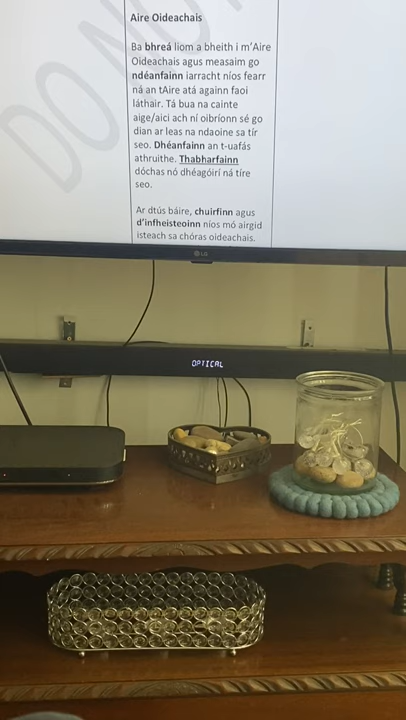 Aire Oideachais
Ba bhreá liom a bheith i m'Aire
Oideachais agus measaim go
ndéanfainn iarracht níos fearr
ná an tAire atá againn faoi
láthair. Tá bua na cainte
aige/aici ach ní oibríonn sé go
dian ar leas na ndaoine sa tír
seo. Dhéanfainn an t-uafás
athruithe. Thabharfainn
dóchas nó dhéagóirí ná tíre
seo.
Ar dtús báire, chuirfinn agus
d'infheisteoinn níos mó airgid
isteach sa chóras oideachais.
DO NO
LG
OPTICAL